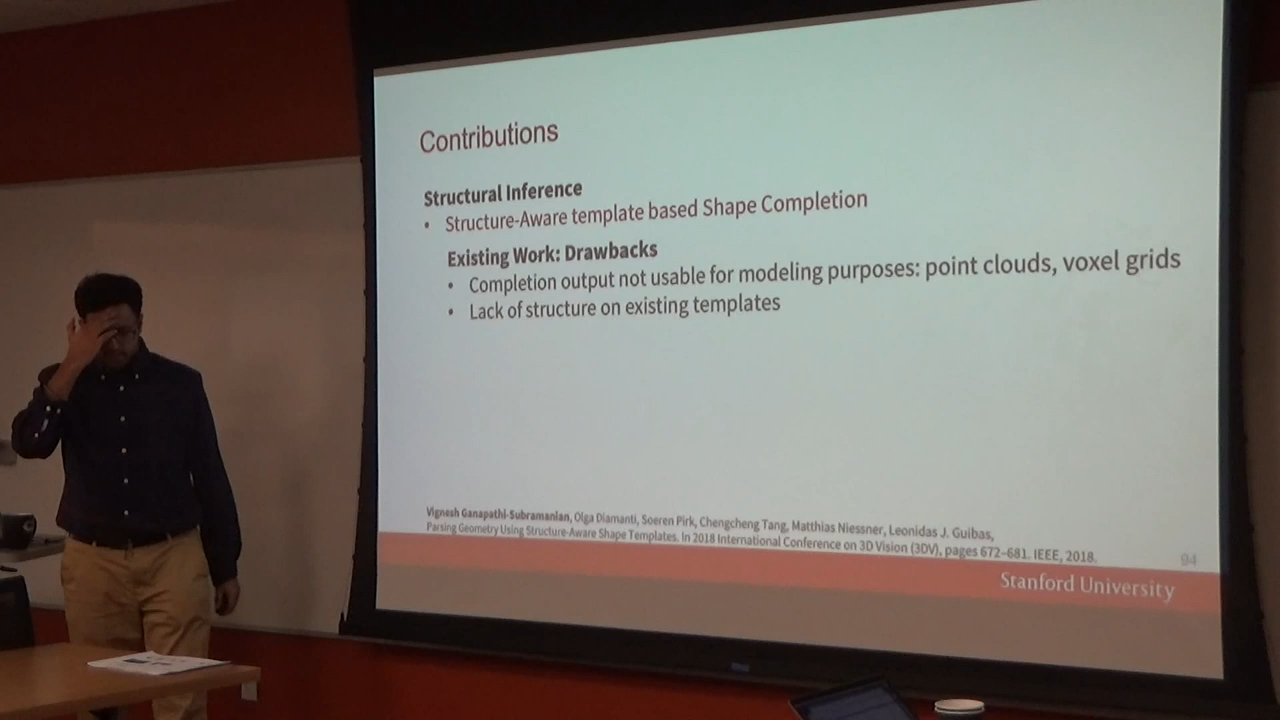 Contributions
Structural Inference
• Structure-Aware template based Shape Completion
Existing Work: Drawbacks
• Completion output not usable for modeling purposes: point clouds, voxel grids
• Lack of structure on existing templates
Vignesh Ganapathi-Subramanian, Olga Diamanti, Soeren Pirk, Chengcheng Tang, Matthias Niessner, Leonidas J. Guibas,
Parsing Geometry Using Structure-Aware Shape Templates. In 2018 International Conference on 3D Vision (3DV), pages 672–681. IEEE, 2018.
94
Stanford University